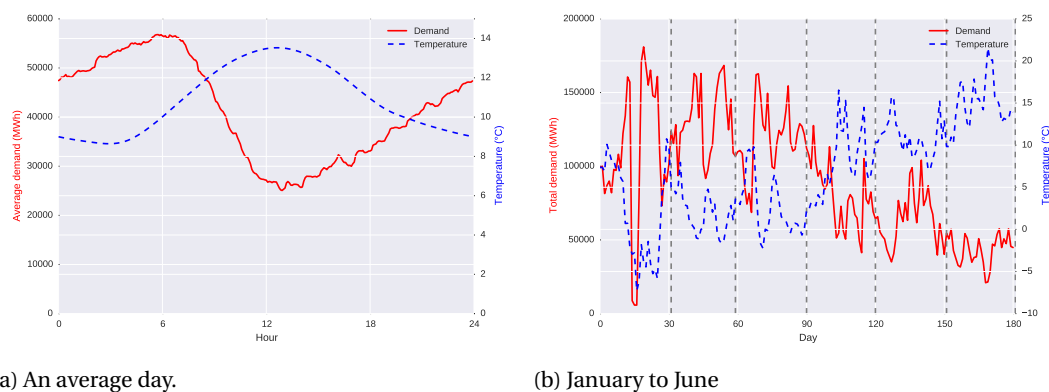 60000
50000
40000
30000
20000
10000
0
Average demand (MWh)
Demand
Temperature
14
12
10
8
6
4
2
0
Temperature (°C)
0 6 12 18 24
Hour
200000
150000
100000
50000
0
Total demand (MWh)
Demand
Temperature
25
20
15
10
5
0
−5
−10
Temperature (°C)
0 30 60 90 120 150 180
Day
a) An average day.
(b) January to June